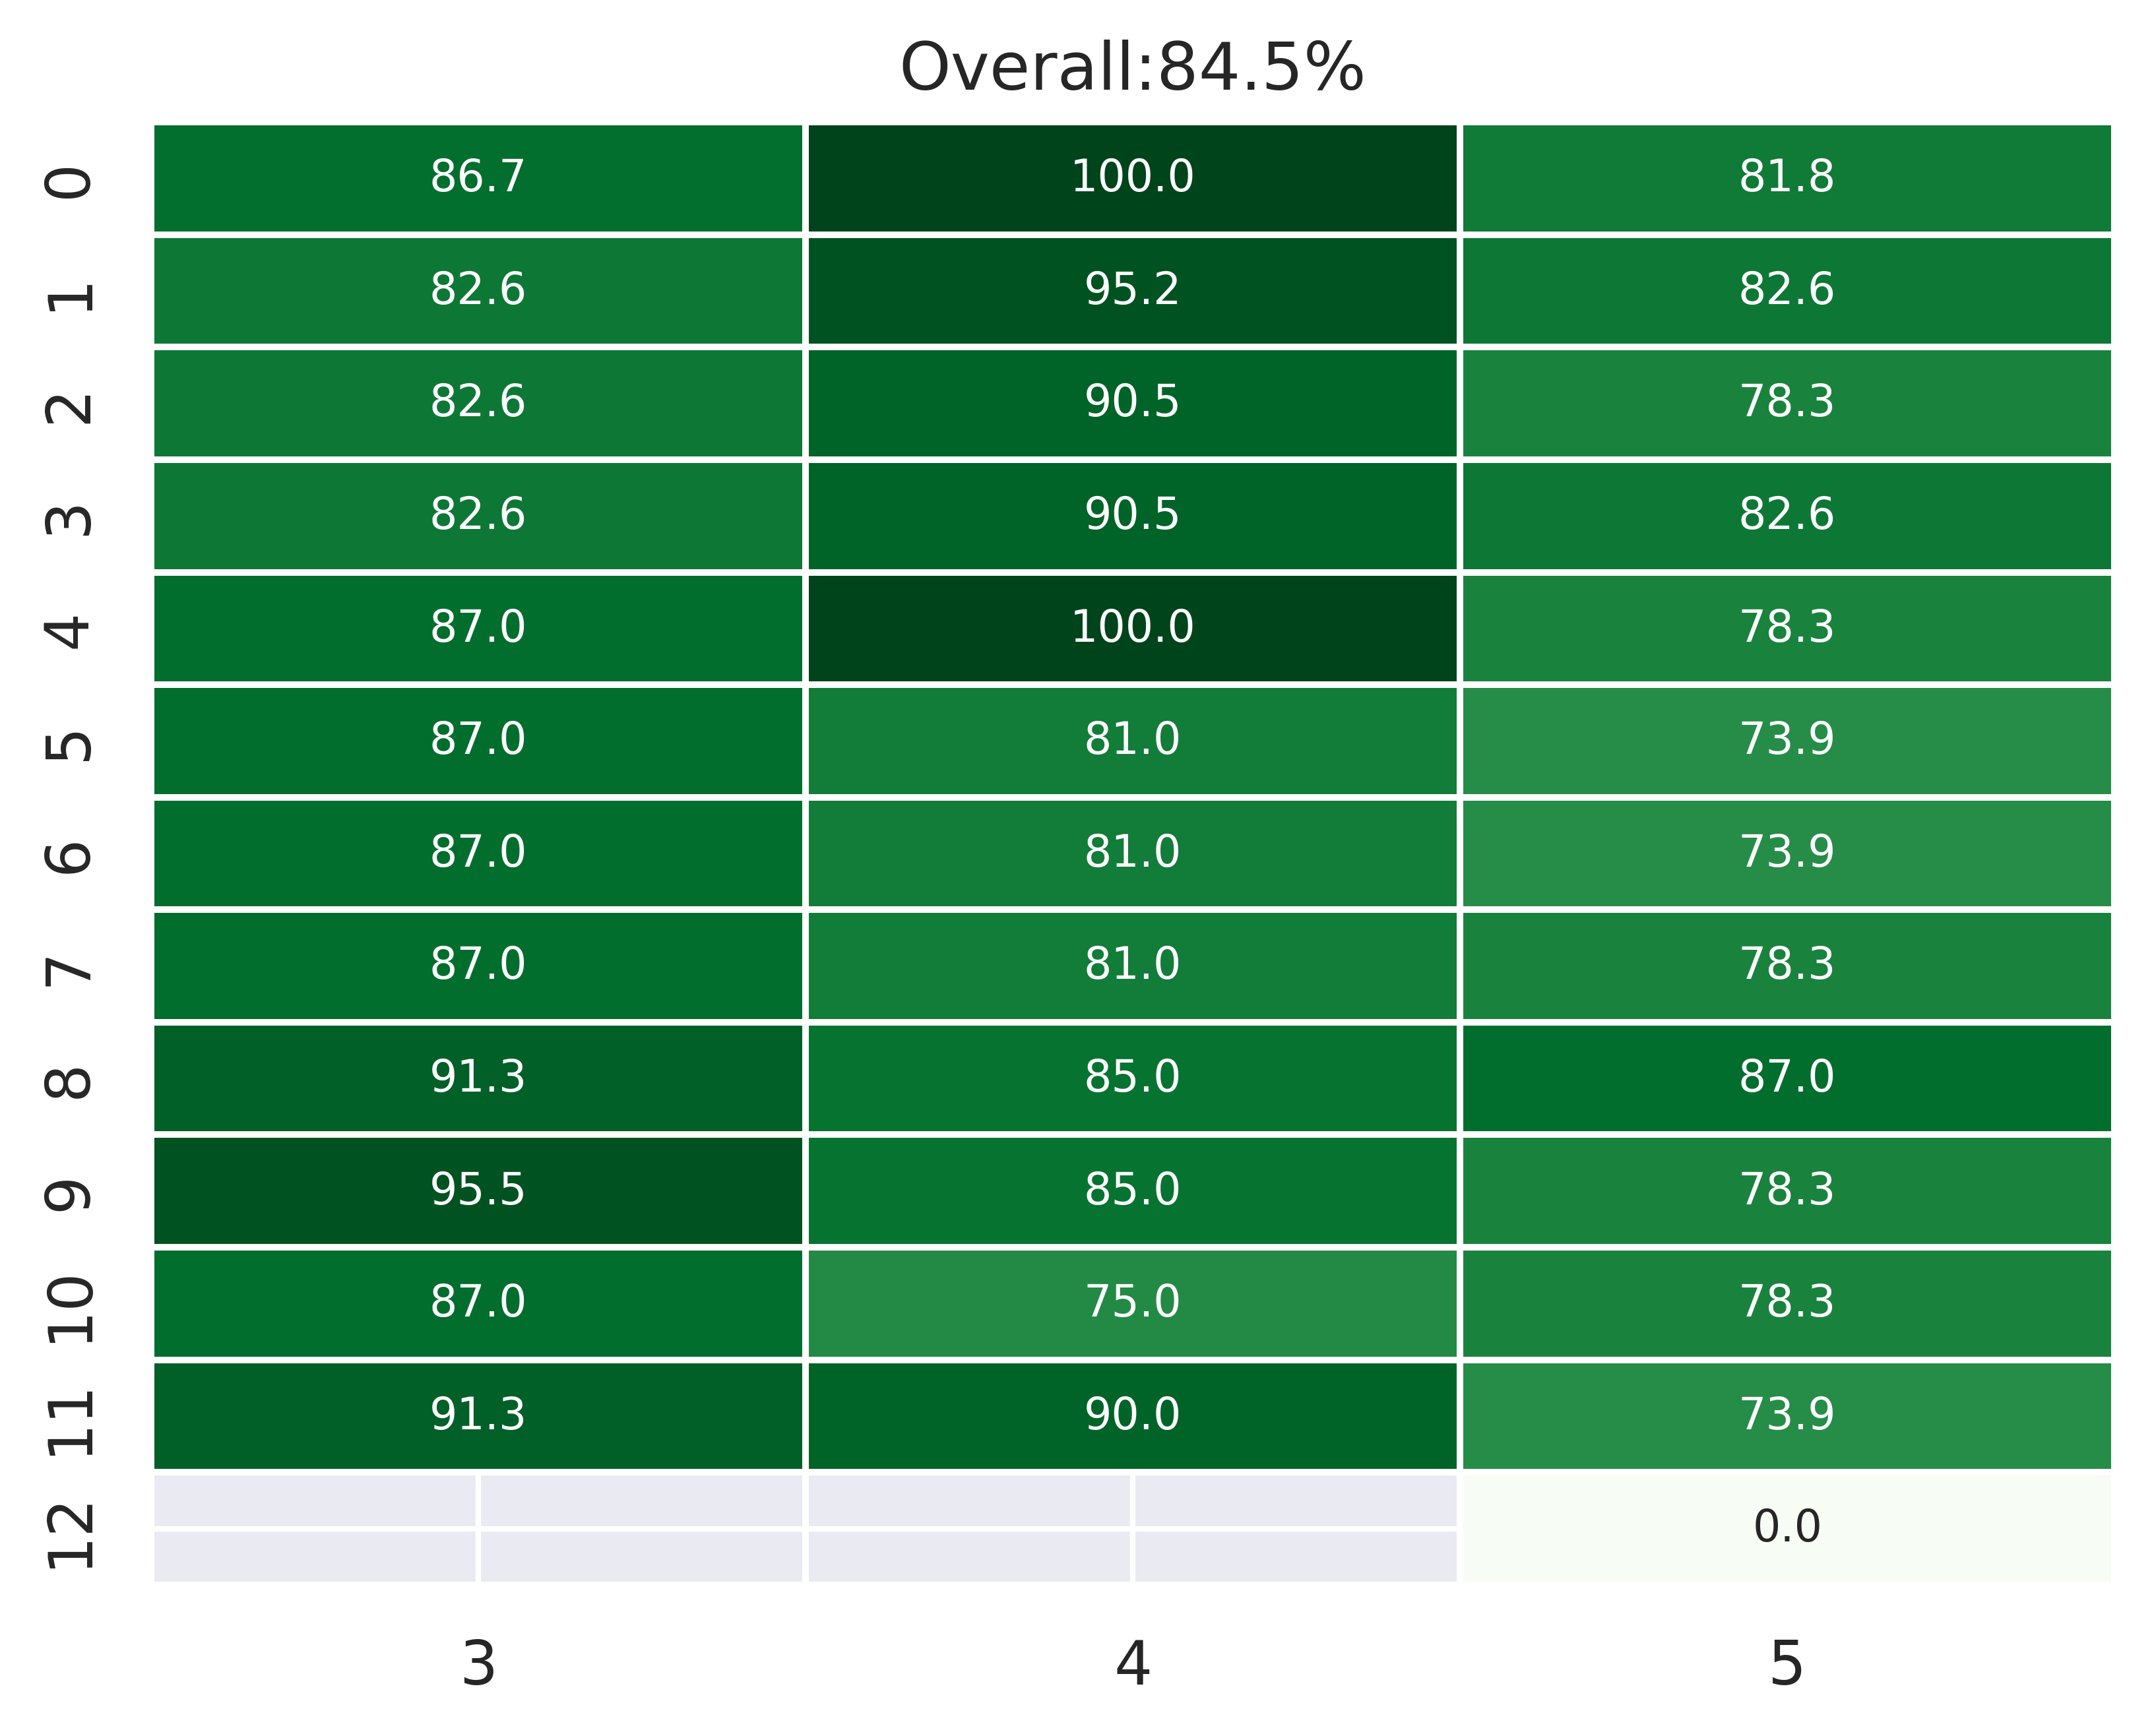 Overall:84.5%
0 86.7 100.0 81.8
1 82.6 95.2 82.6
2 82.6 90.5 78.3
3 82.6 90.5 82.6
4 87.0 100.0 78.3
5 87.0 81.0 73.9
6 87.0 81.0 73.9
7 87.0 81.0 78.3
8 91.3 85.0 87.0
9 95.5 85.0 78.3
10 87.0 75.0 78.3
11 91.3 90.0 73.9
12 0.0
3 4 5